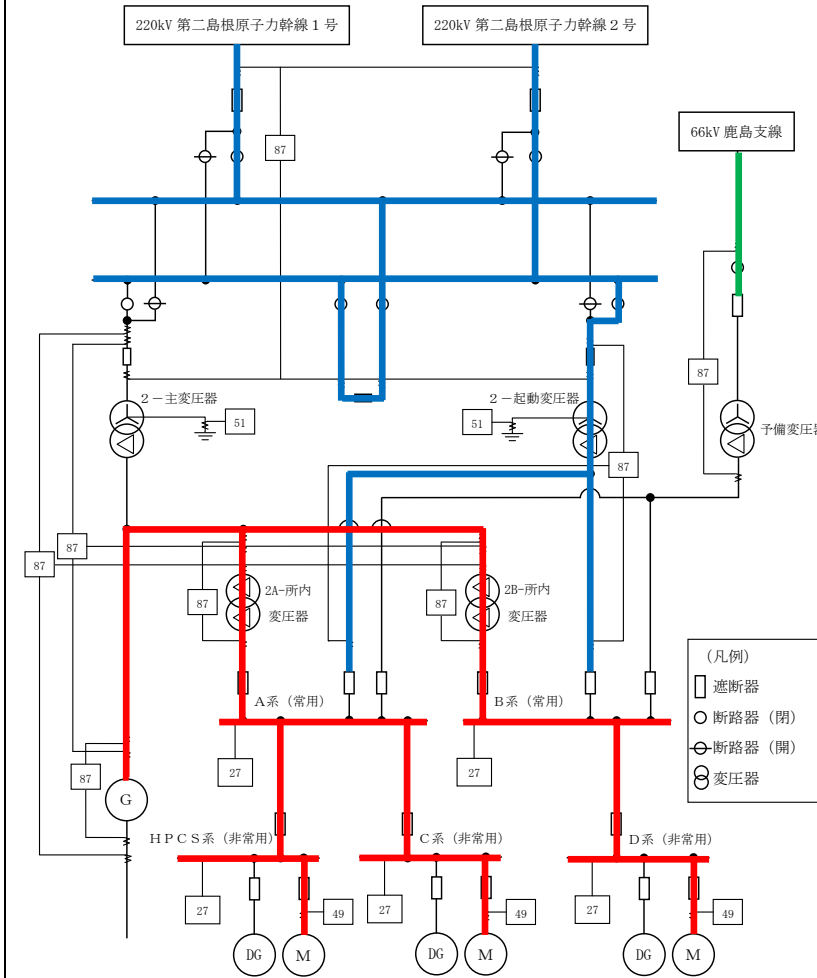 220kV 第二島根原子力幹線１号
220kV 第二島根原子力幹線２号
87
66kV 鹿島支線
87
２－主変圧器
51
２－起動変圧器
51
予備変圧器
87
87
87
87
2A-所内
変圧器
87
2B-所内
変圧器
(凡例)
遮断器
断路器（閉）
断路器（開）
変圧器
Ａ系（常用）
Ｂ系（常用）
27
27
87
G
ＨＰＣＳ系（非常用）
Ｃ系（非常用）
Ｄ系（非常用）
27
49
27
49
27
49
DG
M
DG
M
DG
M